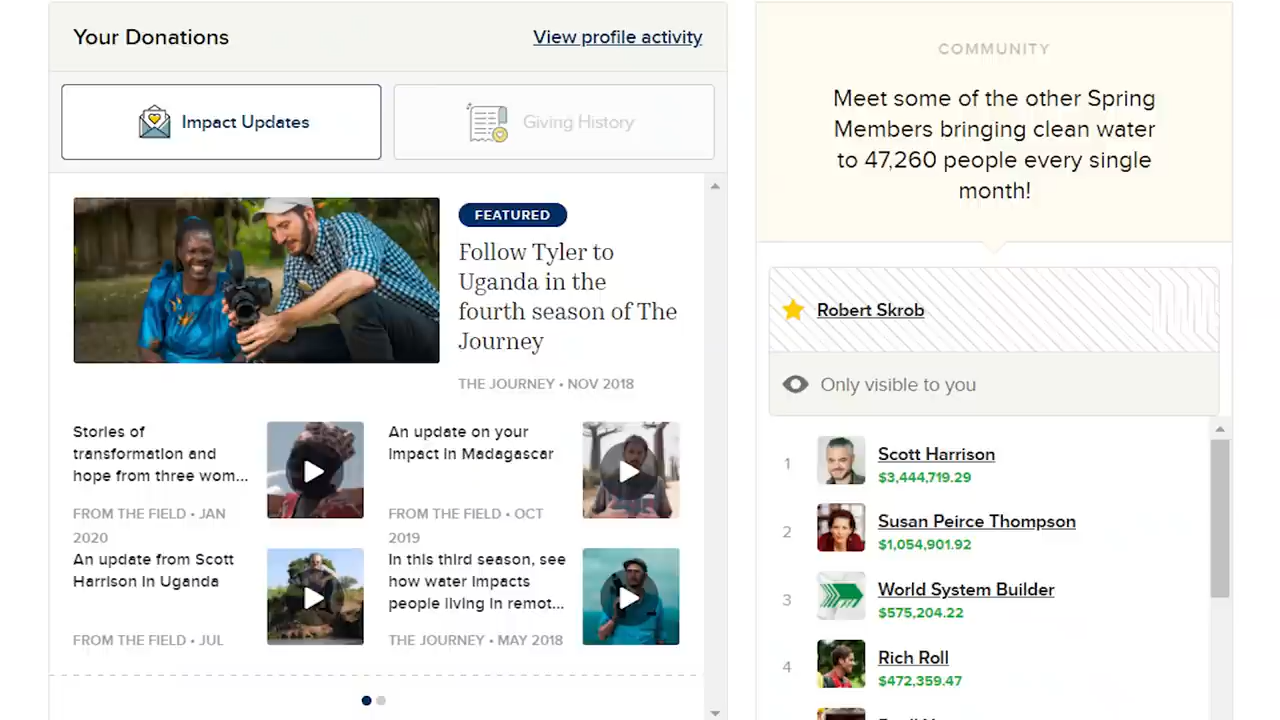 Your Donations
View profile activity
Impact Updates
Giving History
FEATURED
Follow Tyler to
Uganda in the
fourth season of The
Journey
THE JOURNEY • NOV 2018
Stories of
transformation and
hope from three wom...
FROM THE FIELD • JAN
2020
An update on your
impact in Madagascar
FROM THE FIELD • OCT
2019
An update from Scott
Harrison in Uganda
FROM THE FIELD • JUL
In this third season, see
how water impacts
people living in remot...
THE JOURNEY • MAY 2018
COMMUNITY
Meet some of the other Spring
Members bringing clean water
to 47,260 people every single
month!
Robert Skrob
Only visible to you
1
Scott Harrison
$3,444,719.29
2
Susan Peirce Thompson
$1,054,901.92
3
World System Builder
$575,204.22
4
Rich Roll
$472,359.47